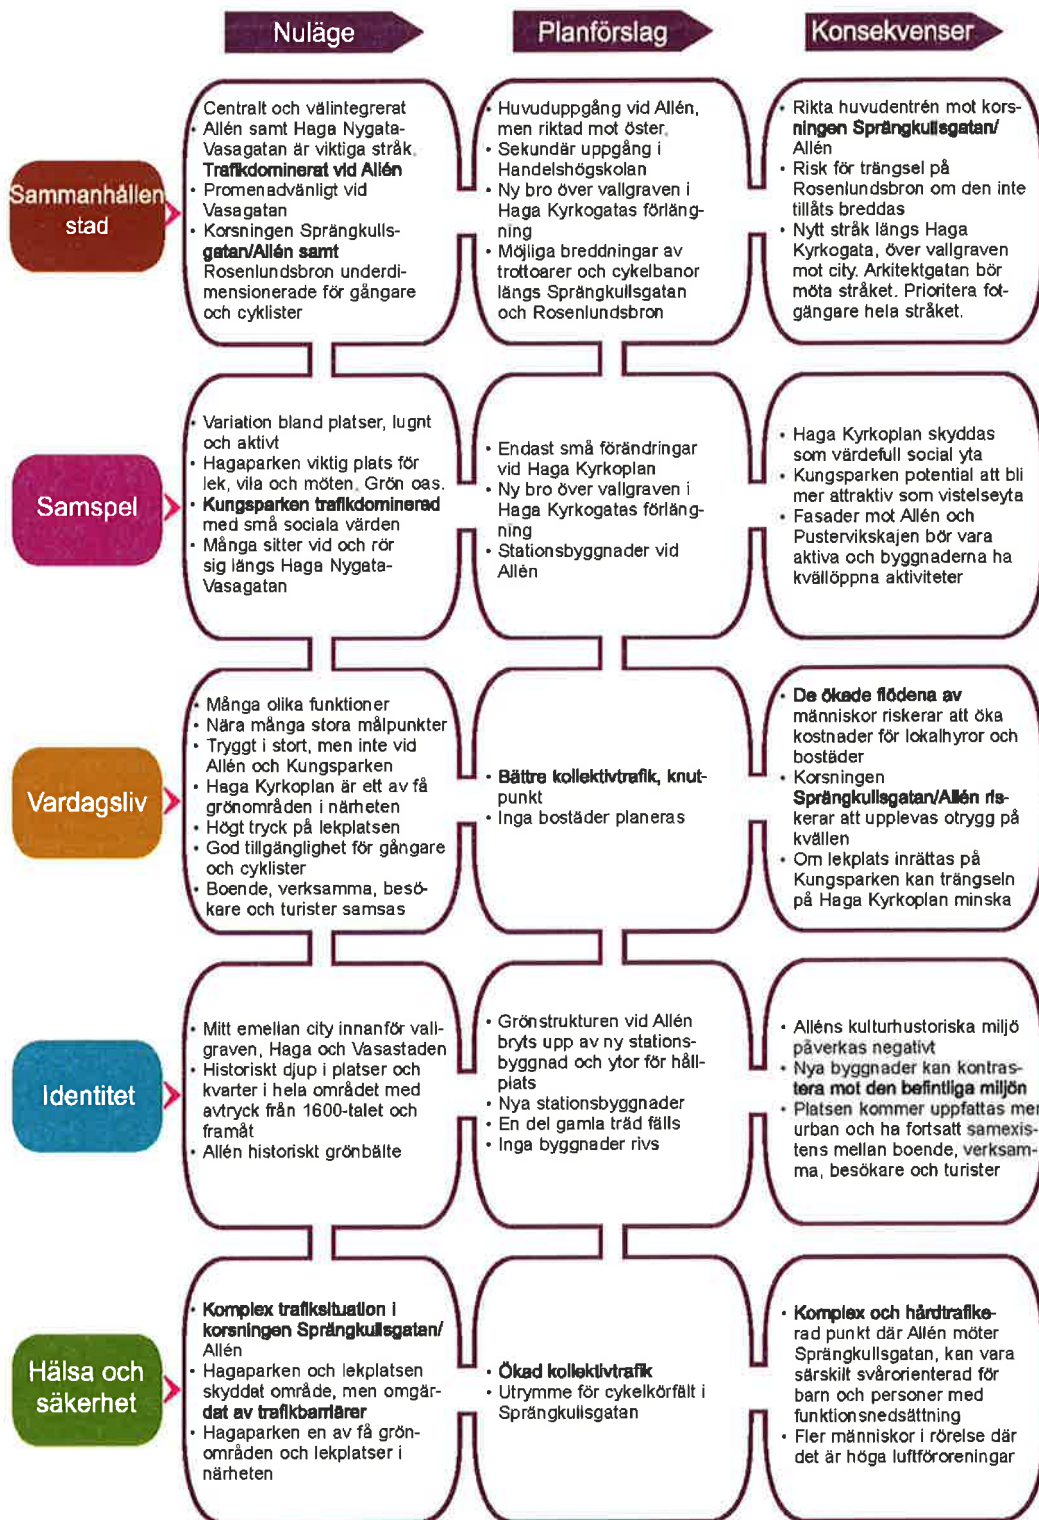 Nuläge
Planförslag
Konsekvenser
Sammanhållen
stad
Centralt och välintegrerat
• Allén samt Haga Nygata-
Vasagatan är viktiga stråk.
Trafikdominerat vid Allén
• Promenadvänligt vid
Vasagatan
• Korsningen Sprängkulls-
gatan/Allén samt
Rosenlundsbron underdi-
mensionerade för gångare
och cyklister
• Huvuduppgång vid Allén,
men riktad mot öster.
• Sekundär uppgång i
Handelshögskolan
• Ny bro över vallgraven i
Haga Kyrkogatas förläng-
ning
• Möjliga breddningar av
trottoarer och cykelbanor
längs Sprängkullsgatan
och Rosenlundsbron
• Rikta huvudentrén mot kors-
ningen Sprängkullsgatan/
Allén
• Risk för trängsel på
Rosenlundsbron om den inte
tillåts breddas
• Nytt stråk längs Haga
Kyrkogata, över vallgraven
mot city. Arkitektgatan bör
möta stråket. Prioritera fot-
gängare hela stråket.
Samspel
• Variation bland platser, lugnt
och aktivt
• Hagaparken viktig plats för
lek, vila och möten. Grön oas.
• Kungsparken trafikdominerad
med små sociala värden
• Många sitter vid och rör
sig längs Haga Nygata-
Vasagatan
• Endast små förändringar
vid Haga Kyrkoplan
• Ny bro över vallgraven i
Haga Kyrkogatas förläng-
ning
• Stationsbyggnader vid
Allén
• Haga Kyrkoplan skyddas
som värdefull social yta
• Kungsparken potential att bli
mer attraktiv som vistelseyta
• Fasader mot Allén och
Pustervikskajen bör vara
aktiva och byggnaderna ha
kvällöppna aktiviteter
Vardagsliv
• Många olika funktioner
• Nära många stora målpunkter
• Tryggt i stort, men inte vid
Allén och Kungsparken
• Haga Kyrkoplan är ett av få
grönområden i närheten
• Högt tryck på lekplatsen
• God tillgänglighet för gångare
och cyklister
• Boende, verksamma, besö-
kare och turister samsas
• Bättre kollektivtrafik, knut-
punkt
• Inga bostäder planeras
• De ökade flödena av
människor riskerar att öka
kostnader för lokalhyror och
bostäder
• Korsningen
Sprängkullsgatan/Allén ris-
kerar att upplevas otrygg på
kvällen
• Om lekplats inrättas på
Kungsparken kan trängseln
på Haga Kyrkoplan minska
Identitet
• Mitt emellan city innanför vall-
graven, Haga och Vasastaden
• Historiskt djup i platser och
kvarter i hela området med
avtryck från 1600-talet och
framåt
• Allén historiskt grönbälte
• Grönstrukturen vid Allén
bryts upp av ny stations-
byggnad och ytor för håll-
plats
• Nya stationsbyggnader
• En del gamla träd fälls
• Inga byggnader rivs
• Alléns kulturhustoriska miljö
påverkas negativt
• Nya byggnader kan kontras-
tera mot den befintliga miljön
• Platsen kommer uppfattas mer
urban och ha fortsatt samexis-
tens mellan boende, verksam-
ma, besökare och turister
Hälsa och
säkerhet
• Komplex trafiksituation i
korsningen Sprängkullsgatan/
Allén
• Hagaparken och lekplatsen
skyddat område, men omgär-
dat av trafikbarriärer
• Hagaparken en av få grön-
områden och lekplatser i
närheten
• Ökad kollektivtrafik
• Utrymme för cykelkörfält i
Sprängkullsgatan
• Komplex och hårdtrafike-
rad punkt där Allén möter
Sprängkullsgatan, kan vara
särskilt svårorienterad för
barn och personer med
funktionsnedsättning
• Fler människor i rörelse där
det är höga luftföroreningar